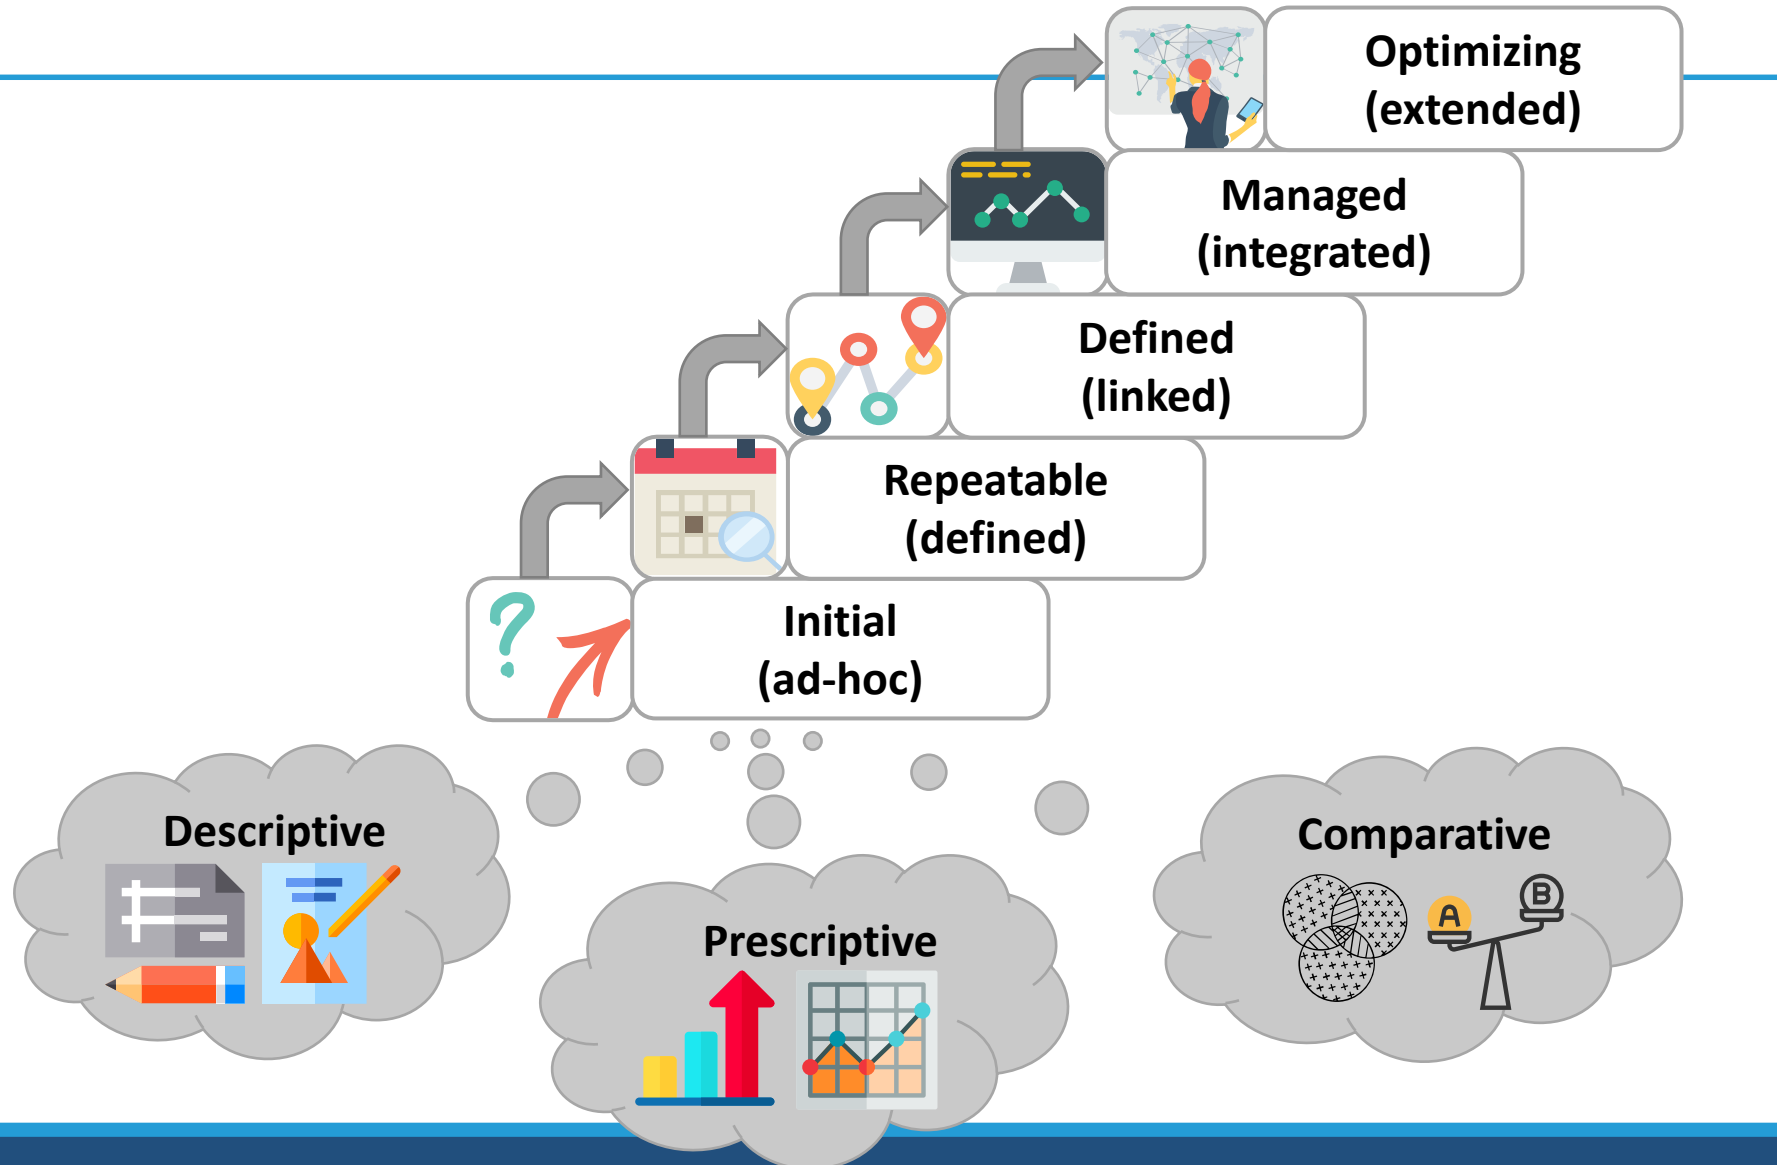 Optimizing
(extended)
Managed
(integrated)
Defined
(linked)
Repeatable
(defined)
?
Initial
(ad-hoc)
Descriptive
Prescriptive
Comparative
A
B